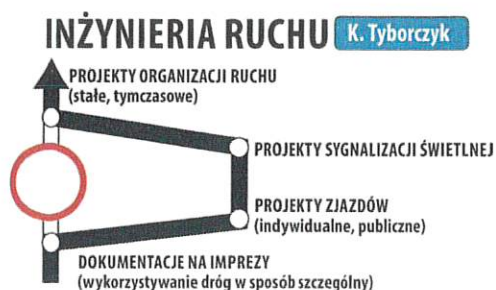 INŻYNIERIA RUCHU K. Tyborczyk
PROJEKTY ORGANIZACJI RUCHU
(stałe, tymczasowe)
PROJEKTY SYGNALIZACJI ŚWIETLNEJ
PROJEKTY ZJAZDÓW
(indywidualne, publiczne)
DOKUMENTACJE NA IMPREZY
(wykorzystywanie dróg w sposób szczególny)